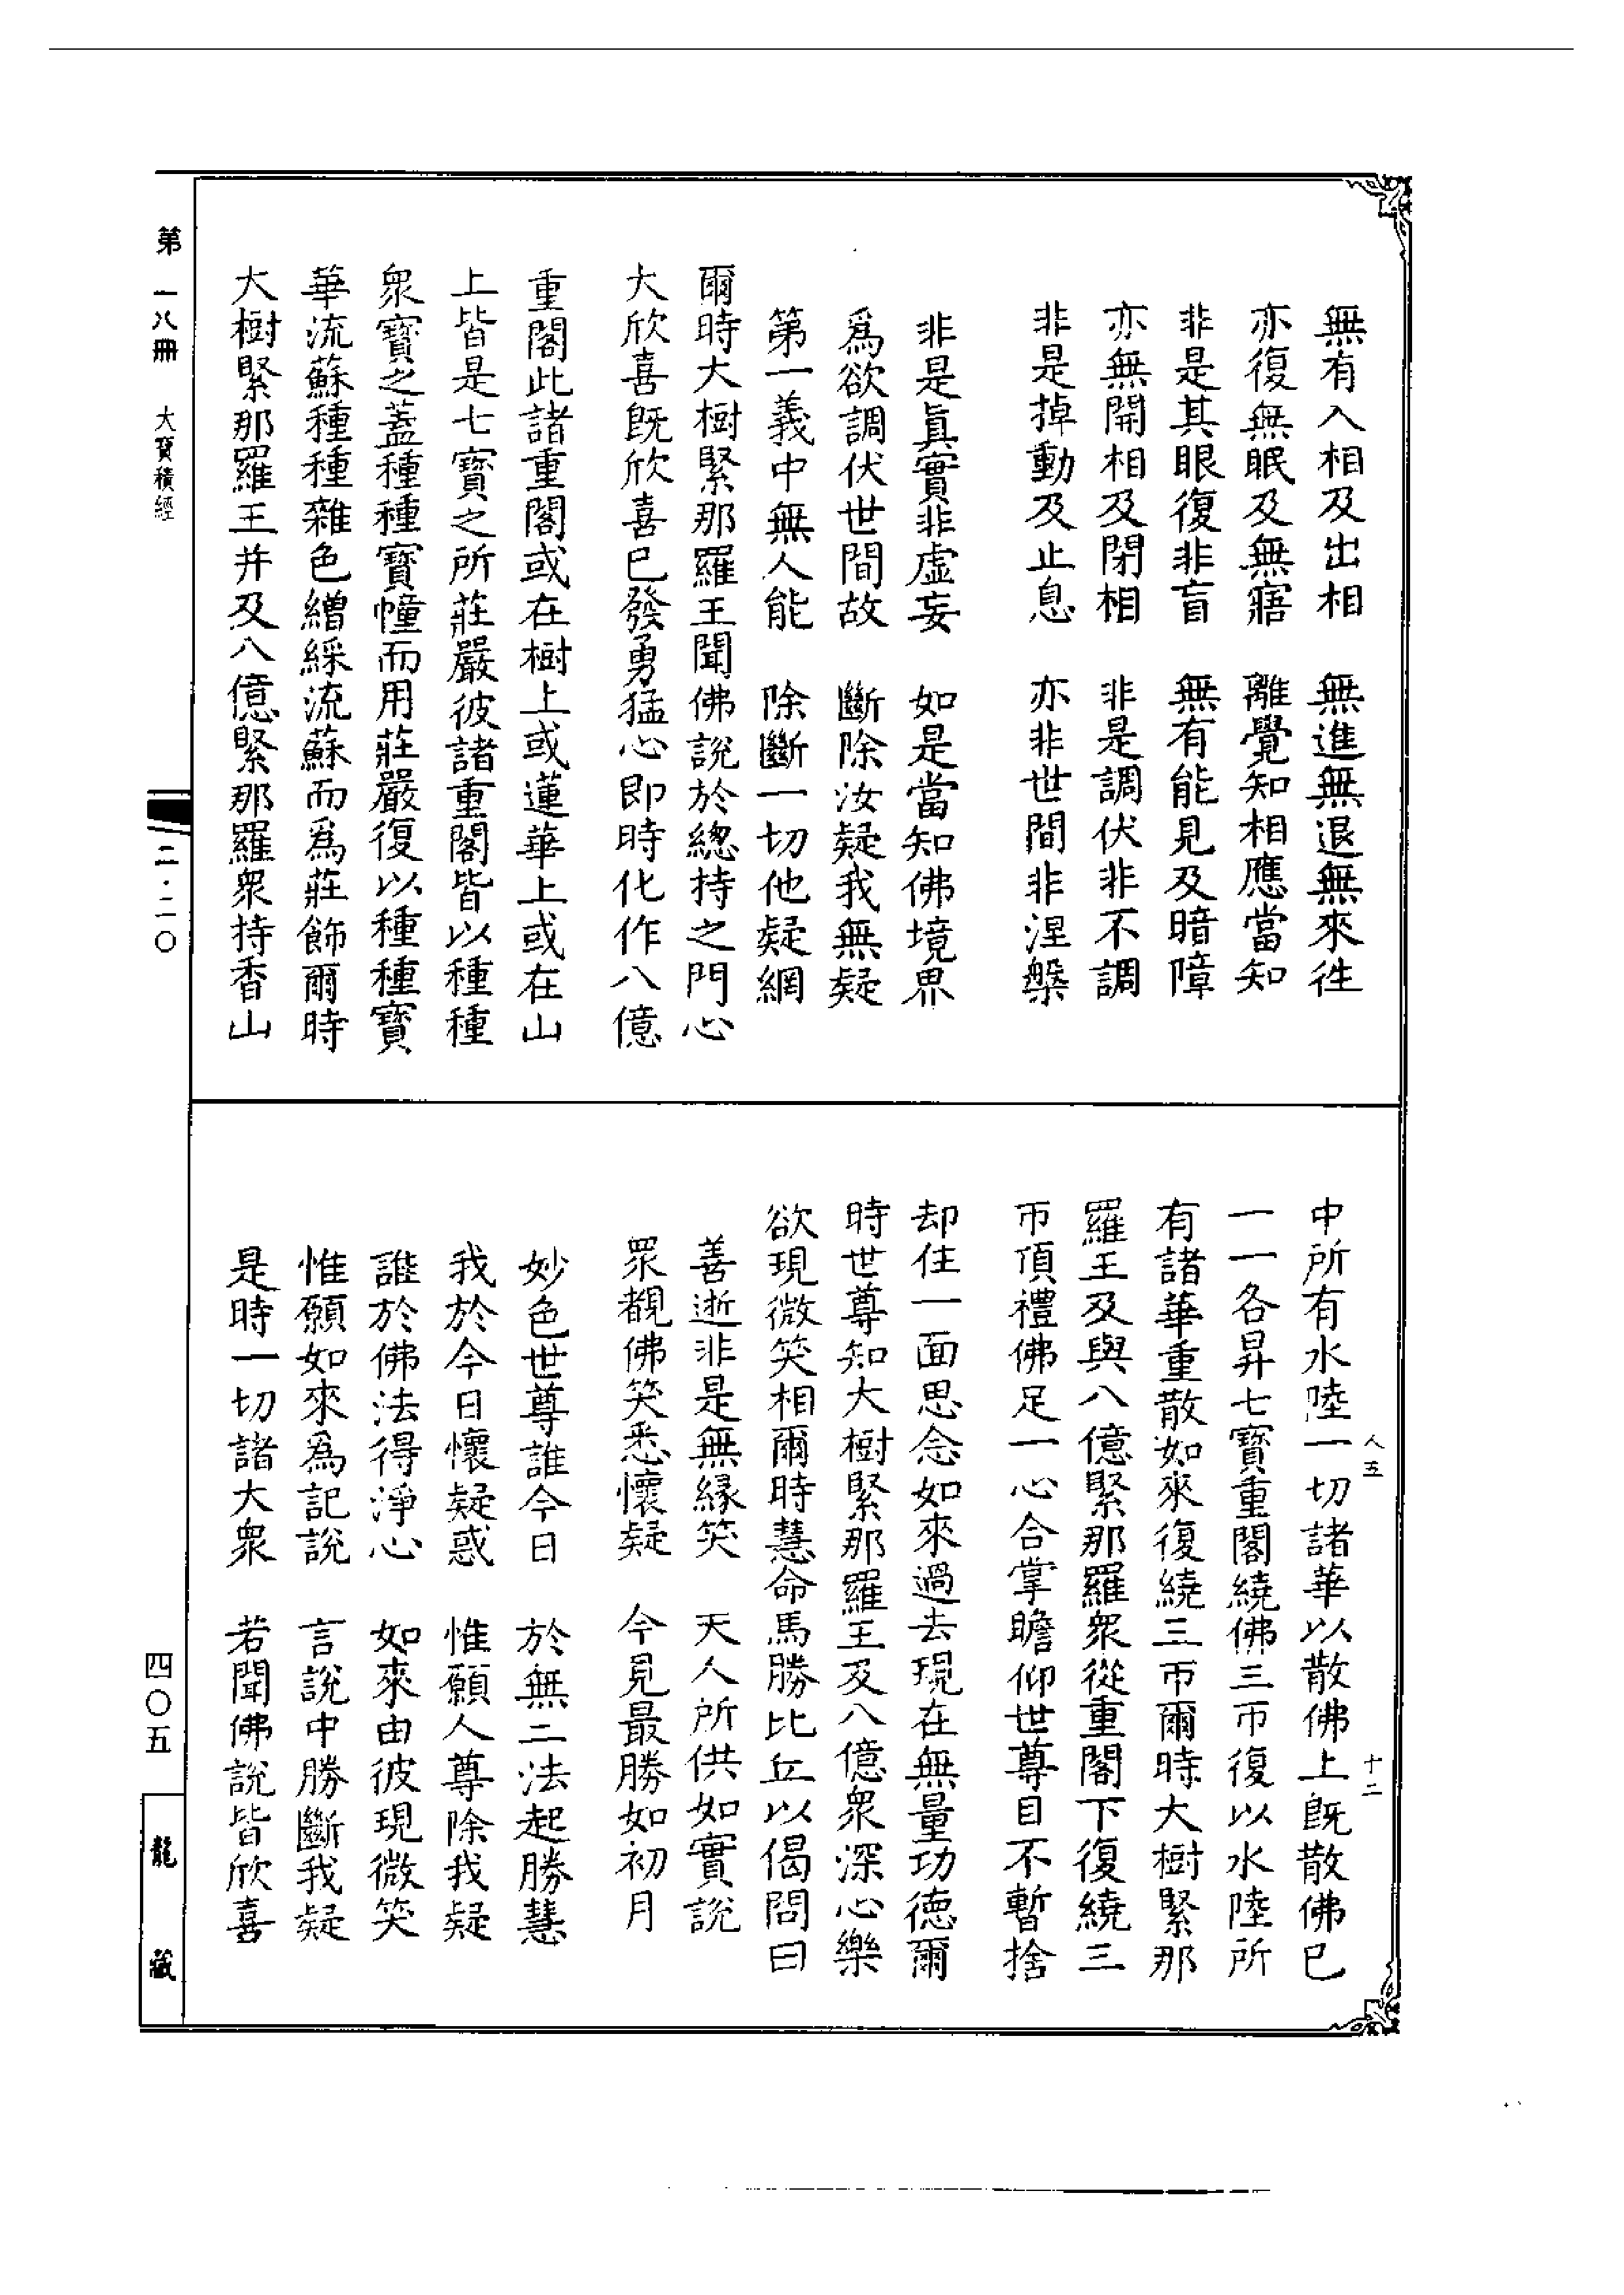 無有入相及出相　無進無退無來往
亦復無眠及無寤　離覺知相應當知
非是其眼復非盲　無有能見及暗障
亦無開相及閉相　非是調伏非不調
非是掉動及止息　亦非世間非涅槃
非是眞實非虛妄　如是當知佛境界
爲欲調伏世間故　斷除汝疑我無疑
第一義中無人能　除斷一切他疑網
爾時大樹緊那羅王聞佛說於總持之門心
大欣喜既欣喜已發勇猛心即時化作八億
重閣此諸重閣或在樹上或蓮華上或在山
上皆是七寶之所莊嚴彼諸重閣皆以種種
衆寶之蓋種種寶幢而用莊嚴復以種種寶
華流蘇種種雜色繒綵流蘇而爲莊飾爾時
大樹緊那羅王并及八億緊那羅衆持香山
第一八冊　大寶積經
二·二〇
人五　十二
中所有水陸一切諸華以散佛上既散佛已
一一各昇七寶重閣繞佛三帀復以水陸所
有諸華重散如來復繞三帀爾時大樹緊那
羅王及與八億緊那羅衆從重閣下復繞三
帀頂禮佛足一心合掌瞻仰世尊目不暫捨
却住一面思念如來過去現在無量功德爾
時世尊知大樹緊那羅王及八億衆深心樂
欲現微笑相爾時慧命馬勝比丘以偈問曰
善逝非是無緣笑　天人所供如實說
眾覩佛笑悉懷疑　今見最勝如初月
妙色世尊誰今日　於無二法起勝慧
我於今日懷疑惑　惟願人尊除我疑
誰於佛法得淨心　如來由彼現微笑
惟願如來爲記說　言說中勝斷我疑
是時一切諸大衆　若聞佛說皆欣喜
四〇五
龍藏